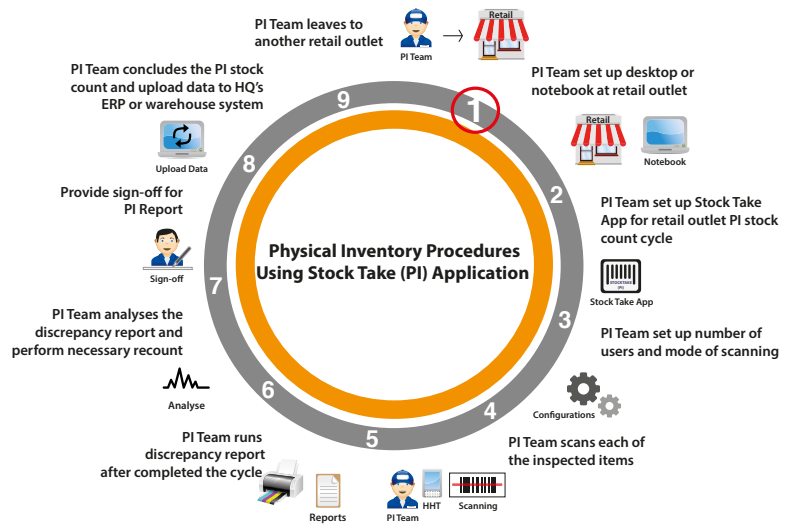 PI Team leaves to
another retail outlet
PI Team
Retail
1
PI Team set up desktop or
notebook at retail outlet
Retail
Notebook
2
PI Team set up Stock Take
App for retail outlet PI stock
count cycle
STOCKTAKE
(PI)
Stock Take App
3
PI Team set up number of
users and mode of scanning
Configurations
4
PI Team scans each of
the inspected items
PI Team
HHT
Scanning
5
PI Team runs
discrepancy report
after completed the cycle
Reports
6
PI Team analyses the
discrepancy report and
perform necessary recount
Analyse
7
Provide sign-off for
PI Report
Sign-off
8
PI Team concludes the PI stock
count and upload data to HQ's
ERP or warehouse system
Upload Data
9
Physical Inventory Procedures
Using Stock Take (PI) Application